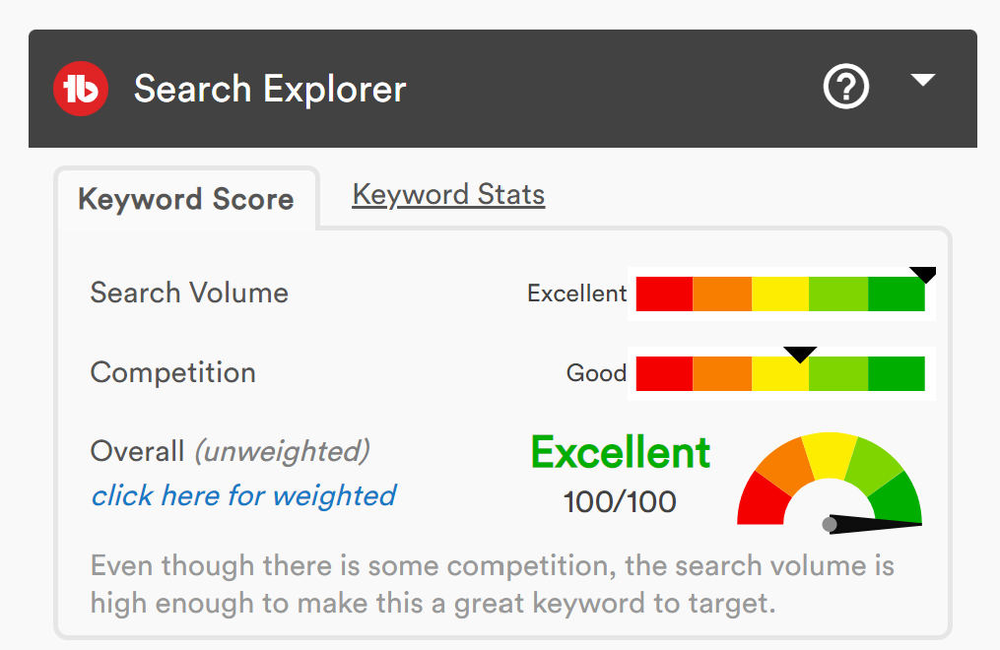 tb Search Explorer ?
Keyword Score Keyword Stats
Search Volume Excellent
Competition Good
Overall (unweighted) Excellent
click here for weighted 100/100
Even though there is some competition, the search volume is
high enough to make this a great keyword to target.